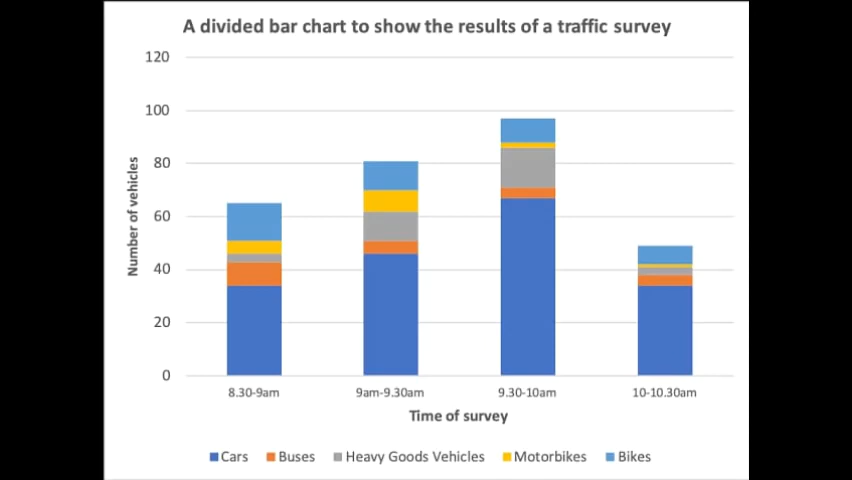 A divided bar chart to show the results of a traffic survey
120
100
80
60
40
20
0
Number of vehicles
8.30-9am 9am-9.30am 9.30-10am 10-10.30am
Time of survey
Cars Buses Heavy Goods Vehicles Motorbikes Bikes